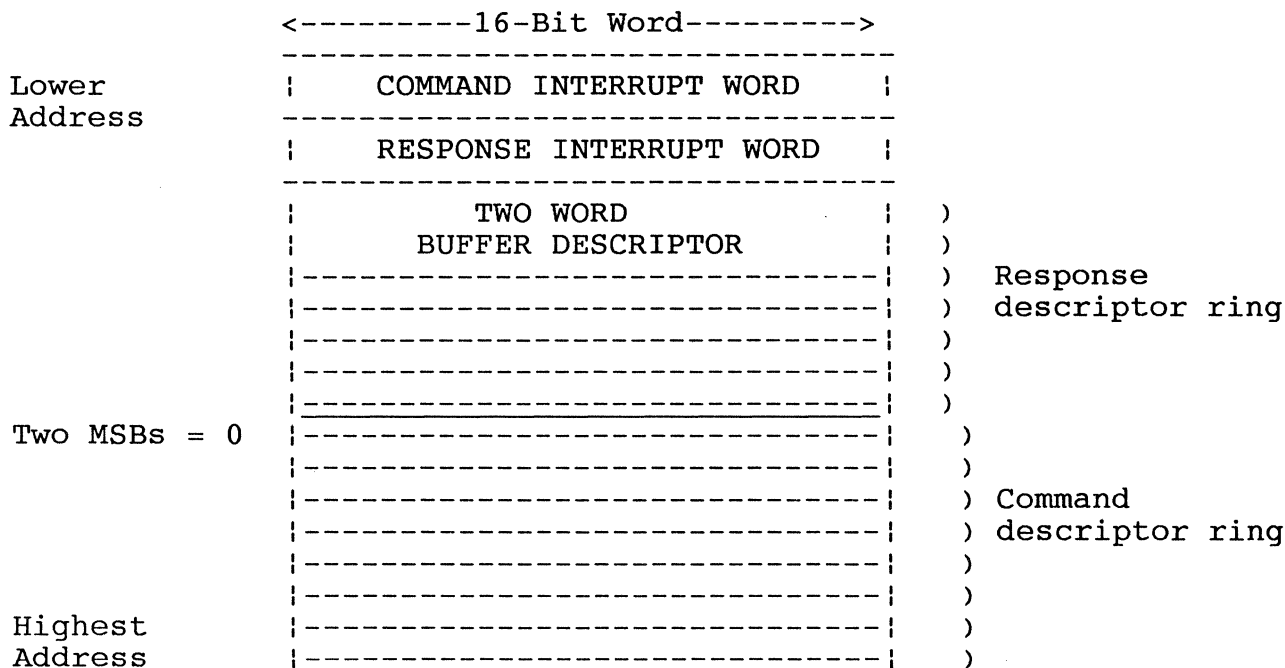 <---------16-Bit Word--------->
Lower Address
COMMAND INTERRUPT WORD
RESPONSE INTERRUPT WORD
TWO WORD
BUFFER DESCRIPTOR
Response
descriptor ring
Two MSBs = 0
Command
descriptor ring
Highest
Address